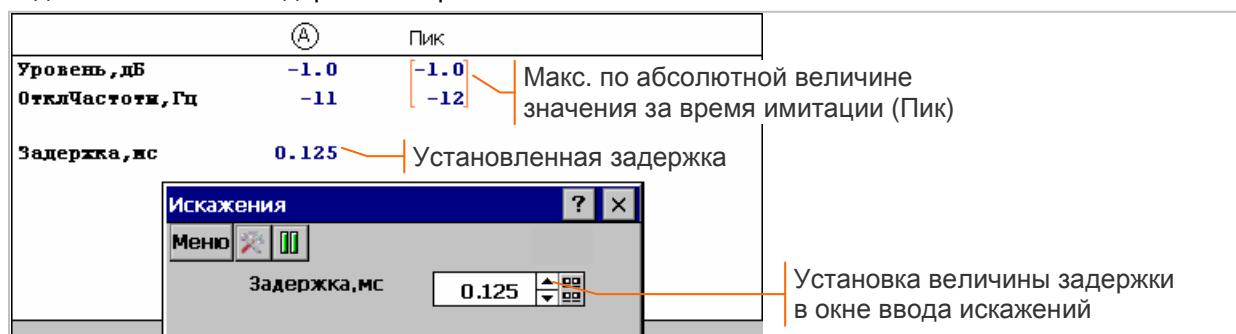 Ⓐ Пик
Уровень,дБ -1.0 -1.0
ОтклЧастоты,Гц -11 -12
Макс. по абсолютной величине
значения за время имитации (Пик)
Задержка,мс 0.125
Установленная задержка
Искажения ? ×
Меню
Задержка,мс 0.125
Установка величины задержки
в окне ввода искажений